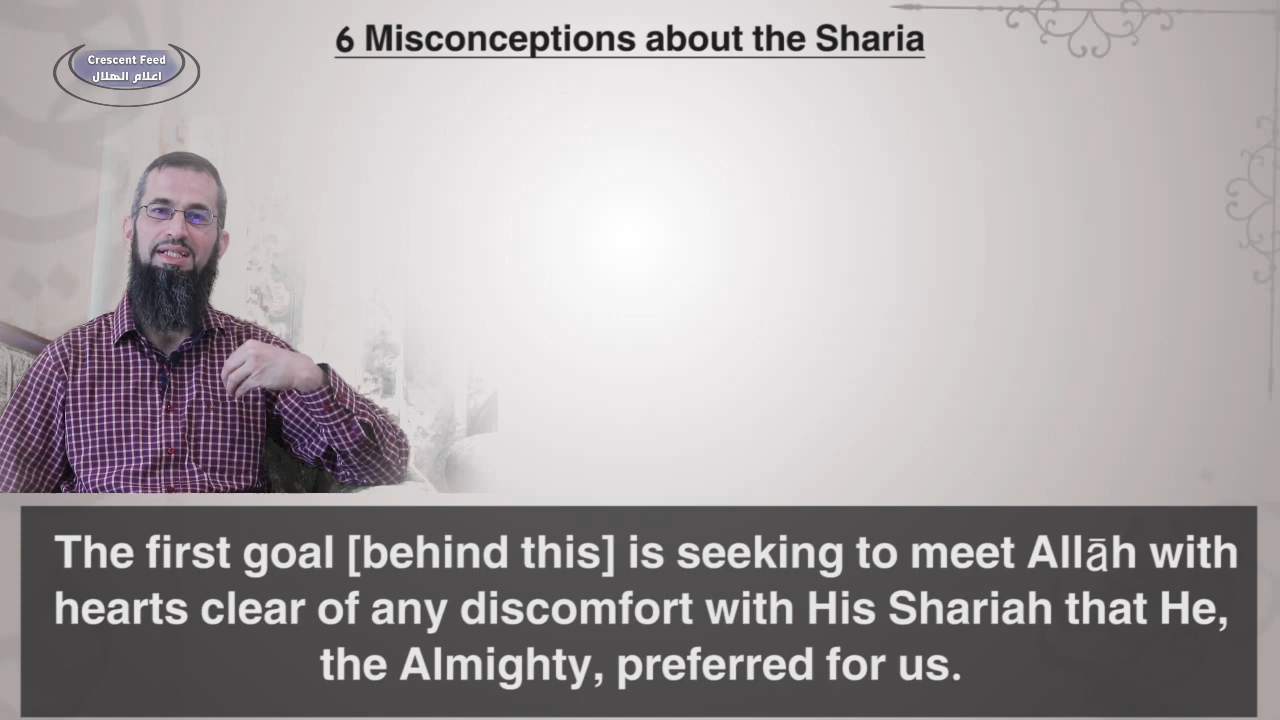 6 Misconceptions about the Sharia
Crescent Feed
اعلام الهلال
The first goal [behind this] is seeking to meet Allāh with
hearts clear of any discomfort with His Shariah that He,
the Almighty, preferred for us.